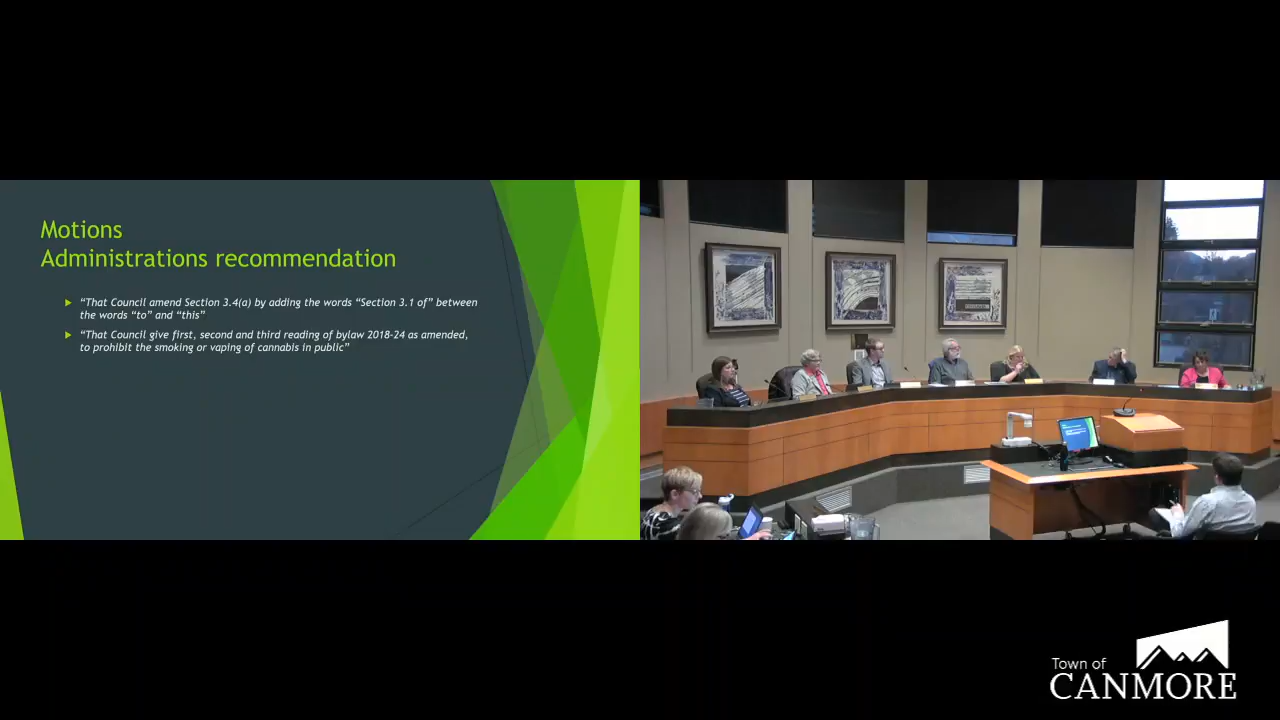 Motions
Administrations recommendation
“That Council amend Section 3.4(a) by adding the words “Section 3.1 of” between
the words “to” and “this”
“That Council give first, second and third reading of bylaw 2018-24 as amended,
to prohibit the smoking or vaping of cannabis in public”
Town of
CANMORE